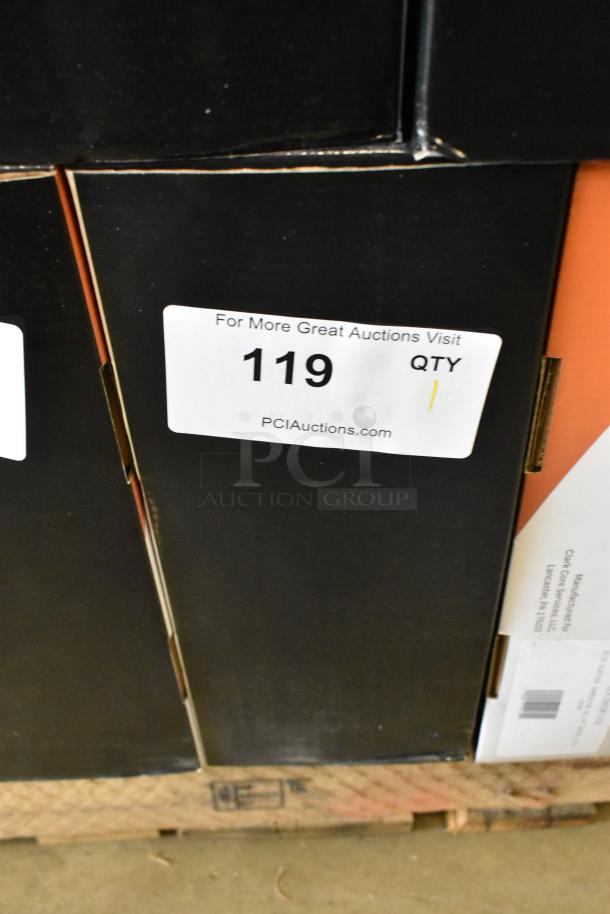 For More Great Auctions Visit
119 QTY
1
PCIAuctions.com
PCI
AUCTION GROUP
Manufactured for
Clark Core Services, LLC
Lancaster, PA 17602